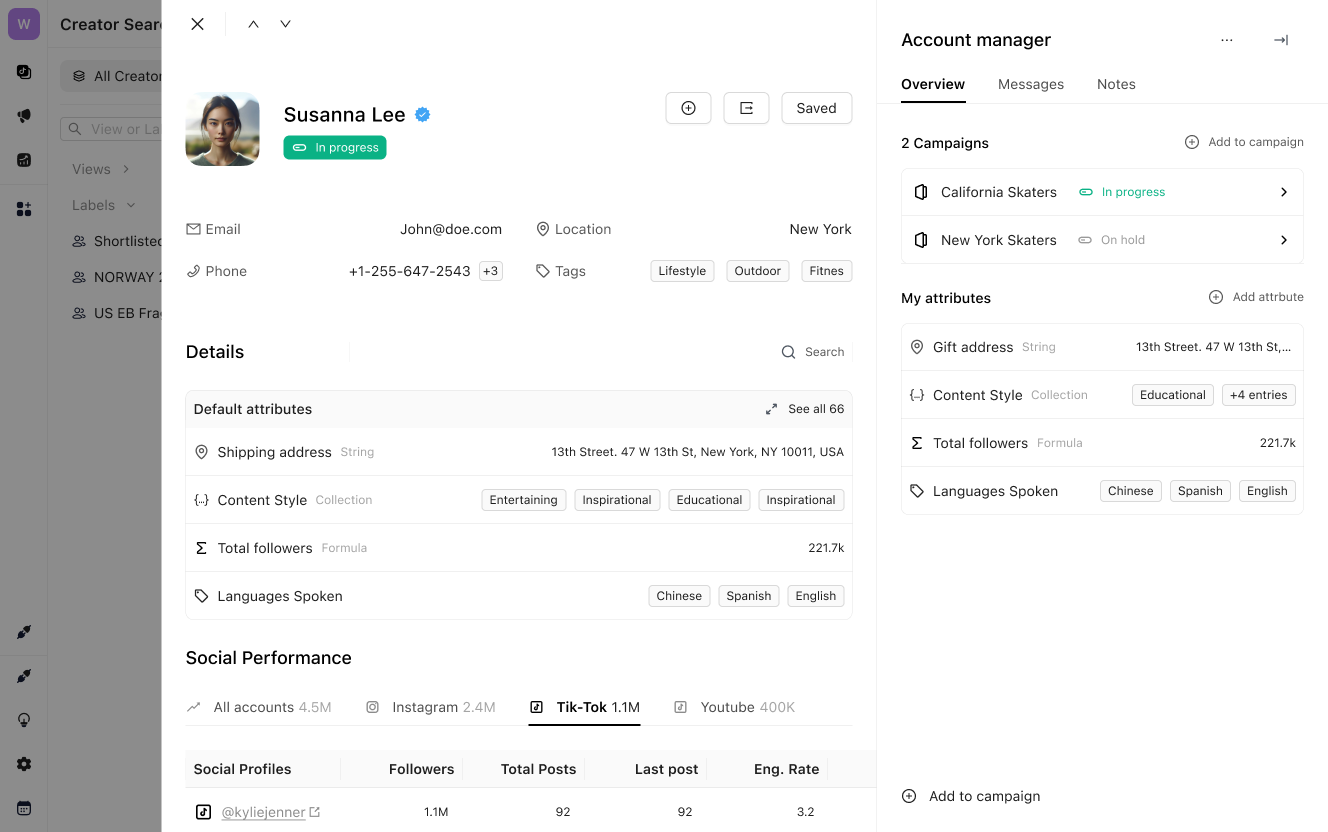 W
Creator Sear
All Creator
View or La
Views
Labels
Shortlisted
NORWAY 2
US EB Frag
Susanna Lee
In progress
Saved
Email John@doe.com
Location New York
Phone +1-255-647-2543 +3
Tags Lifestyle Outdoor Fitnes
Details
Search
Default attributes See all 66
Shipping address String 13th Street. 47 W 13th St, New York, NY 10011, USA
Content Style Collection Entertaining Inspirational Educational Inspirational
Total followers Formula 221.7k
Languages Spoken Chinese Spanish English
Social Performance
All accounts 4.5M Instagram 2.4M Tik-Tok 1.1M Youtube 400K
Social Profiles Followers Total Posts Last post Eng. Rate
@kyliejenner 1.1M 92 92 3.2
Account manager
Overview Messages Notes
2 Campaigns Add to campaign
California Skaters In progress
New York Skaters On hold
My attributes Add attrbute
Gift address String 13th Street. 47 W 13th St,...
Content Style Collection Educational +4 entries
Total followers Formula 221.7k
Languages Spoken Chinese Spanish English
Add to campaign